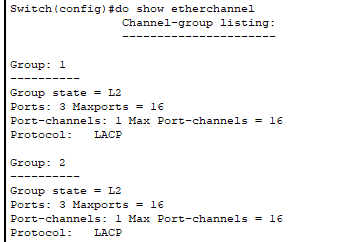 Switch(config)#do show etherchannel
Channel-group listing:
----------------------
Group: 1
----------
Group state = L2
Ports: 3 Maxports = 16
Port-channels: 1 Max Port-channels = 16
Protocol:   LACP
Group: 2
----------
Group state = L2
Ports: 3 Maxports = 16
Port-channels: 1 Max Port-channels = 16
Protocol:   LACP